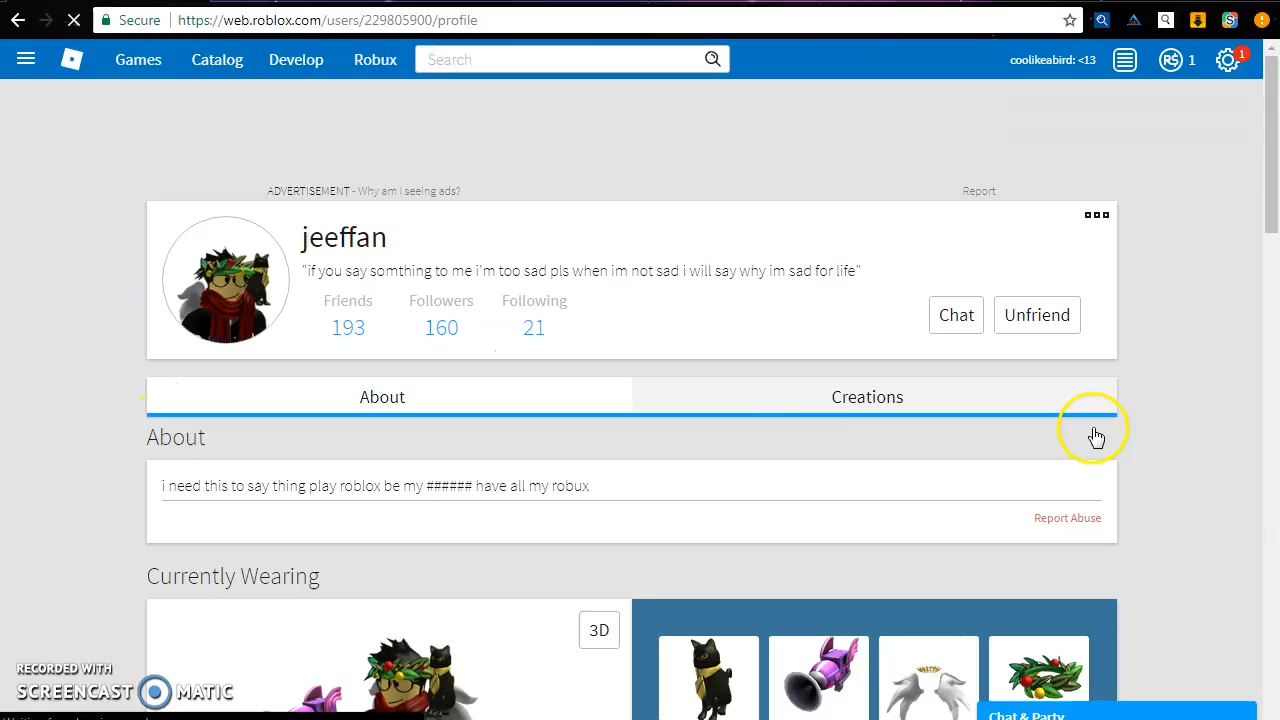 Secure https://web.roblox.com/users/229805900/profile
Games Catalog Develop Robux Search coolikeabird: <13 R$ 1 1
ADVERTISEMENT - Why am I seeing ads? Report
jeeffan
"if you say somthing to me i'm too sad pls when im not sad i will say why im sad for life"
Friends Followers Following
193 160 21
Chat Unfriend
About Creations
About
i need this to say thing play roblox be my ###### have all my robux
Report Abuse
Currently Wearing
3D
RECORDED WITH
SCREENCAST MATIC
Chat & Party